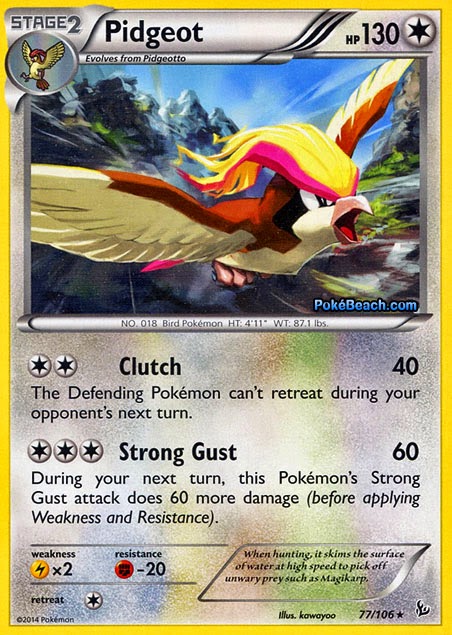 STAGE2
Pidgeot
HP 130
Evolves from Pidgeotto
PokéBeach.com
NO. 018 Bird Pokémon HT: 4'11" WT: 87.1 lbs.
Clutch 40
The Defending Pokémon can't retreat during your
opponent's next turn.
Strong Gust 60
During your next turn, this Pokémon's Strong
Gust attack does 60 more damage (before applying
Weakness and Resistance).
weakness
×2
resistance
-20
retreat
When hunting, it skims the surface
of water at high speed to pick off
unwary prey such as Magikarp.
©2014 Pokémon
Illus. kawayoo
77/106 ★